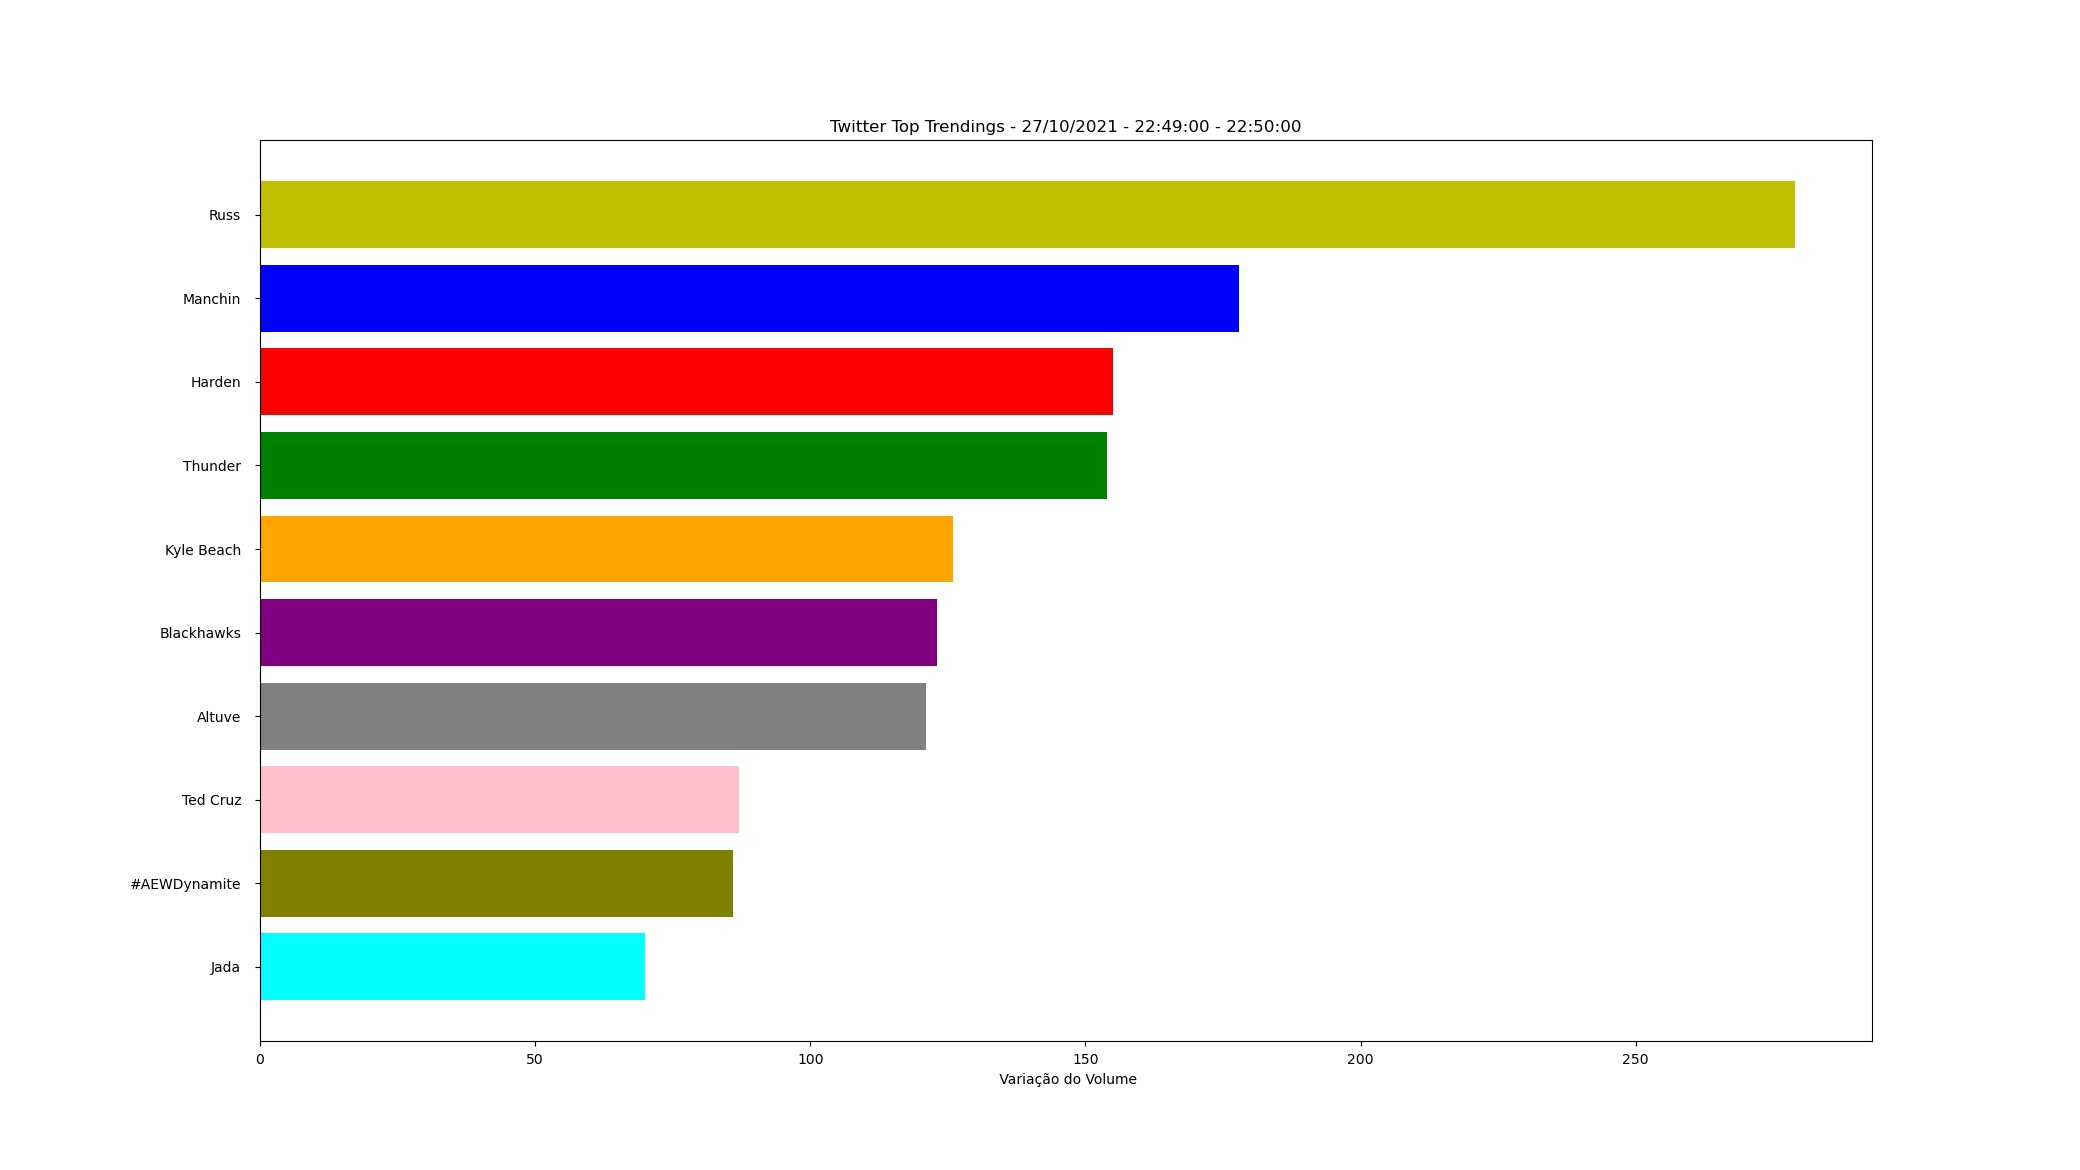 Twitter Top Trendings - 27/10/2021 - 22:49:00 - 22:50:00
Russ
Manchin
Harden
Thunder
Kyle Beach
Blackhawks
Altuve
Ted Cruz
#AEWDynamite
Jada
0 50 100 150 200 250
Variação do Volume